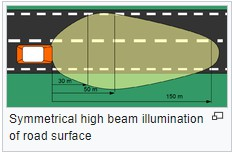 30 m
50 m
150 m
Symmetrical high beam illumination
of road surface